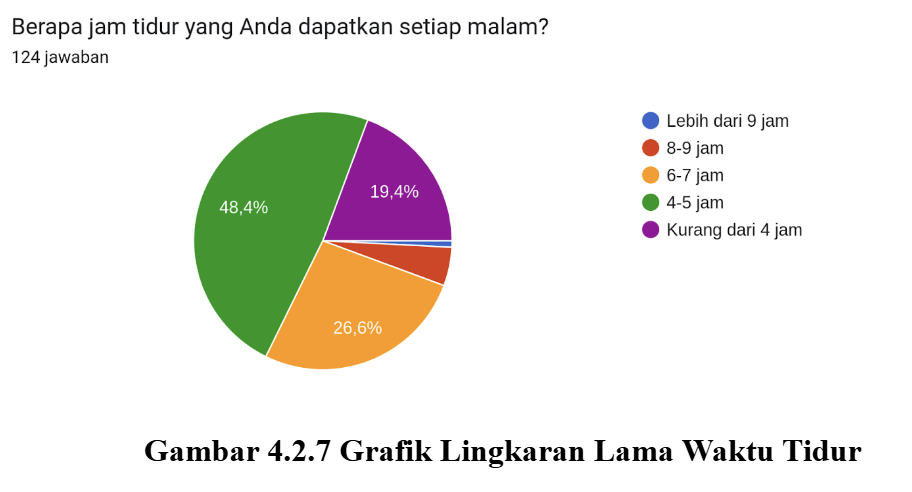 Berapa jam tidur yang Anda dapatkan setiap malam?
124 jawaban
Lebih dari 9 jam
8-9 jam
6-7 jam
4-5 jam
Kurang dari 4 jam
19,4%
48,4%
26,6%
Gambar 4.2.7 Grafik Lingkaran Lama Waktu Tidur